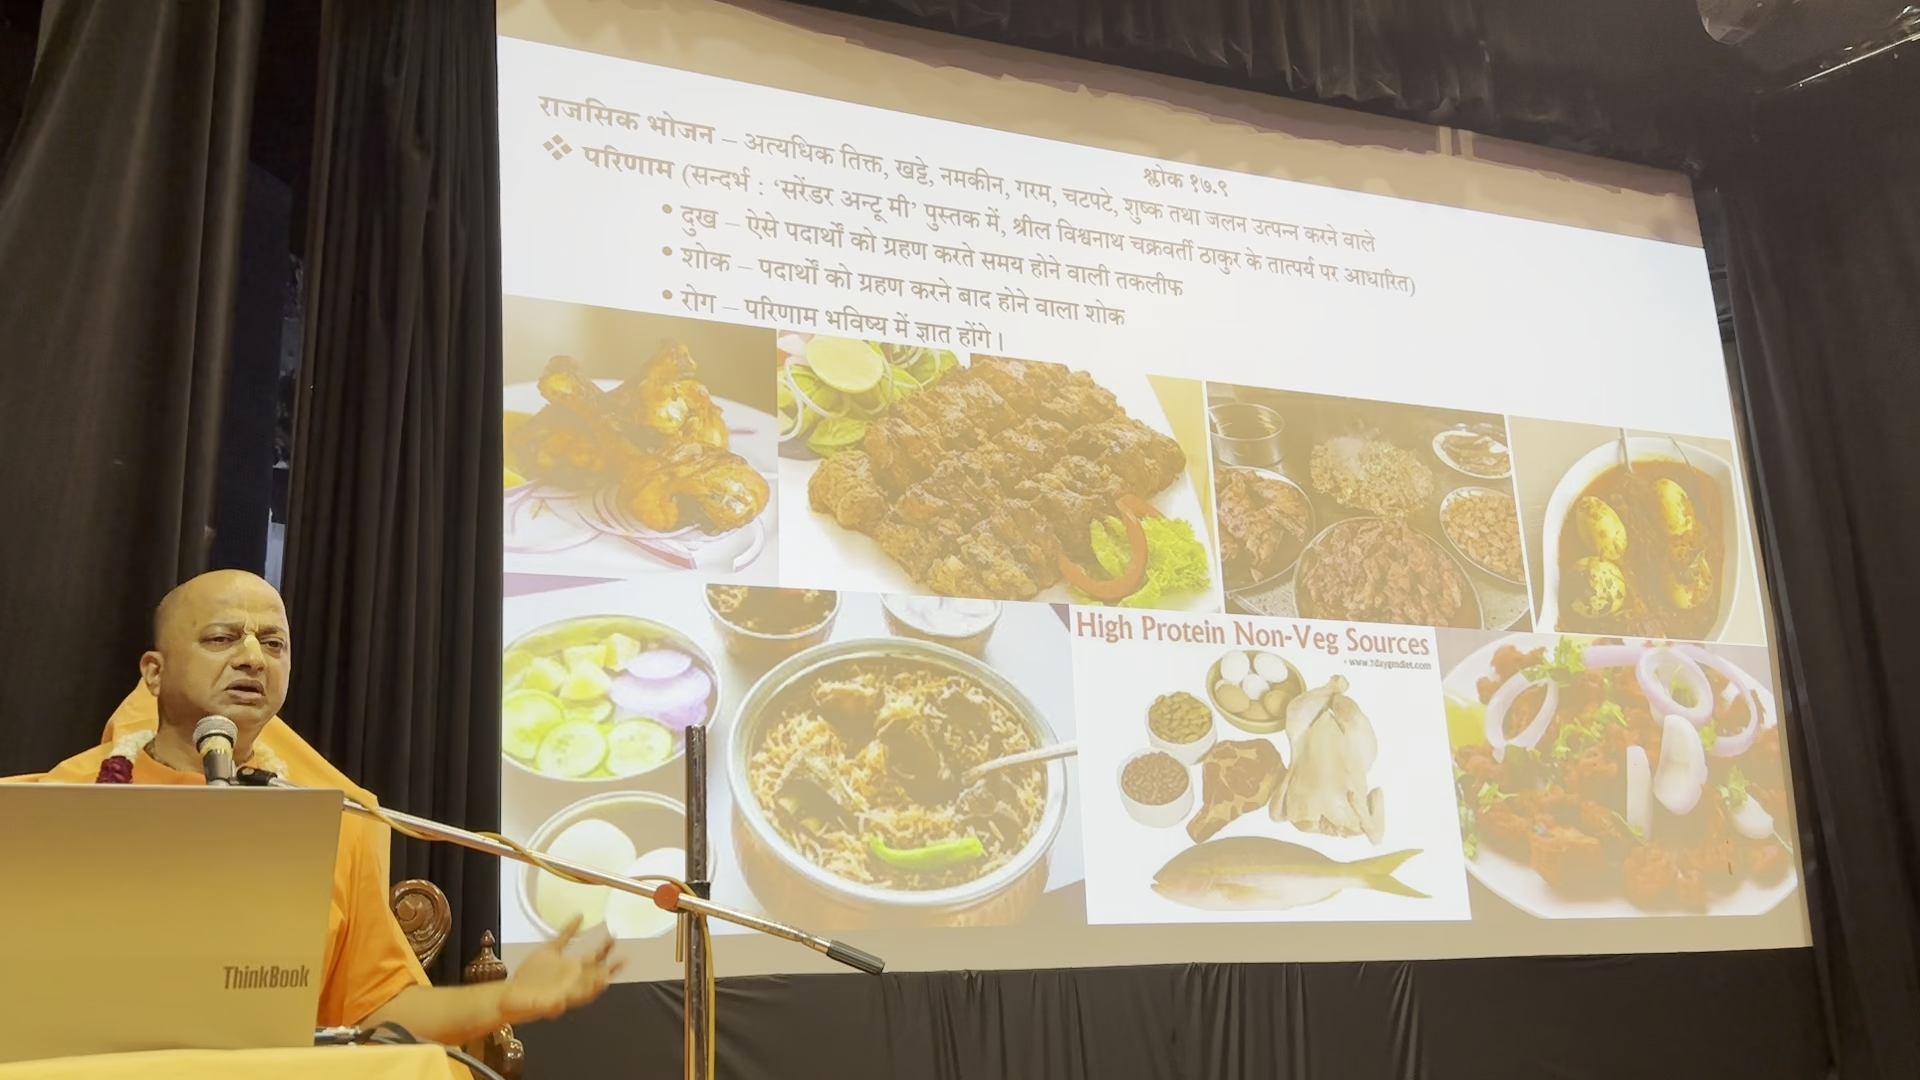 श्लोक १७.९
राजसिक भोजन – अत्यधिक तिक्त, खट्टे, नमकीन, गरम, चटपटे, शुष्क तथा जलन उत्पन्न करने वाले
❖ परिणाम (सन्दर्भ : ‘सरेंडर अन्टू मी’ पुस्तक में, श्रील विश्वनाथ चक्रवर्ती ठाकुर के तात्पर्य पर आधारित)
• दुख – ऐसे पदार्थों को ग्रहण करते समय होने वाली तकलीफ
• शोक – पदार्थों को ग्रहण करने बाद होने वाला शोक
• रोग – परिणाम भविष्य में ज्ञात होंगे।
High Protein Non-Veg Sources
ThinkBook